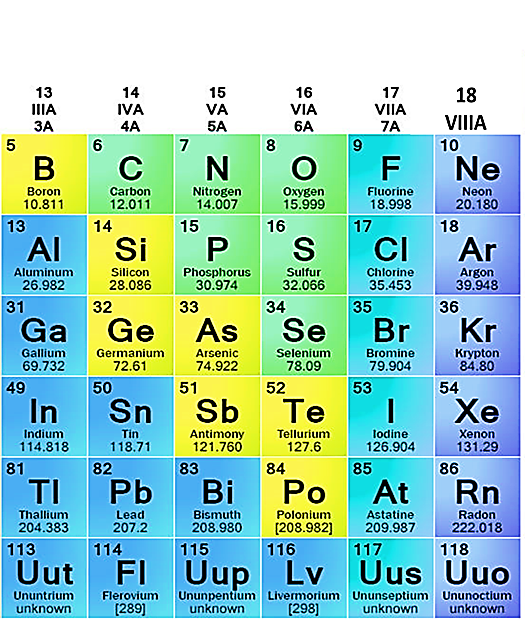 13 14 15 16 17 18
IIIA IVA VA VIA VIIA VIIIA
3A 4A 5A 6A 7A
5 6 7 8 9 10
B C N O F Ne
Boron Carbon Nitrogen Oxygen Fluorine Neon
10.811 12.011 14.007 15.999 18.998 20.180
13 14 15 16 17 18
Al Si P S Cl Ar
Aluminum Silicon Phosphorus Sulfur Chlorine Argon
26.982 28.086 30.974 32.066 35.453 39.948
31 32 33 34 35 36
Ga Ge As Se Br Kr
Gallium Germanium Arsenic Selenium Bromine Krypton
69.732 72.61 74.922 78.09 79.904 84.80
49 50 51 52 53 54
In Sn Sb Te I Xe
Indium Tin Antimony Tellurium Iodine Xenon
114.818 118.71 121.760 127.6 126.904 131.29
81 82 83 84 85 86
Tl Pb Bi Po At Rn
Thallium Lead Bismuth Polonium Astatine Radon
204.383 207.2 208.980 [208.982] 209.987 222.018
113 114 115 116 117 118
Uut Fl Uup Lv Uus Uuo
Ununtrium Flerovium Ununpentium Livermorium Ununseptium Ununoctium
unknown [289] unknown [298] unknown unknown